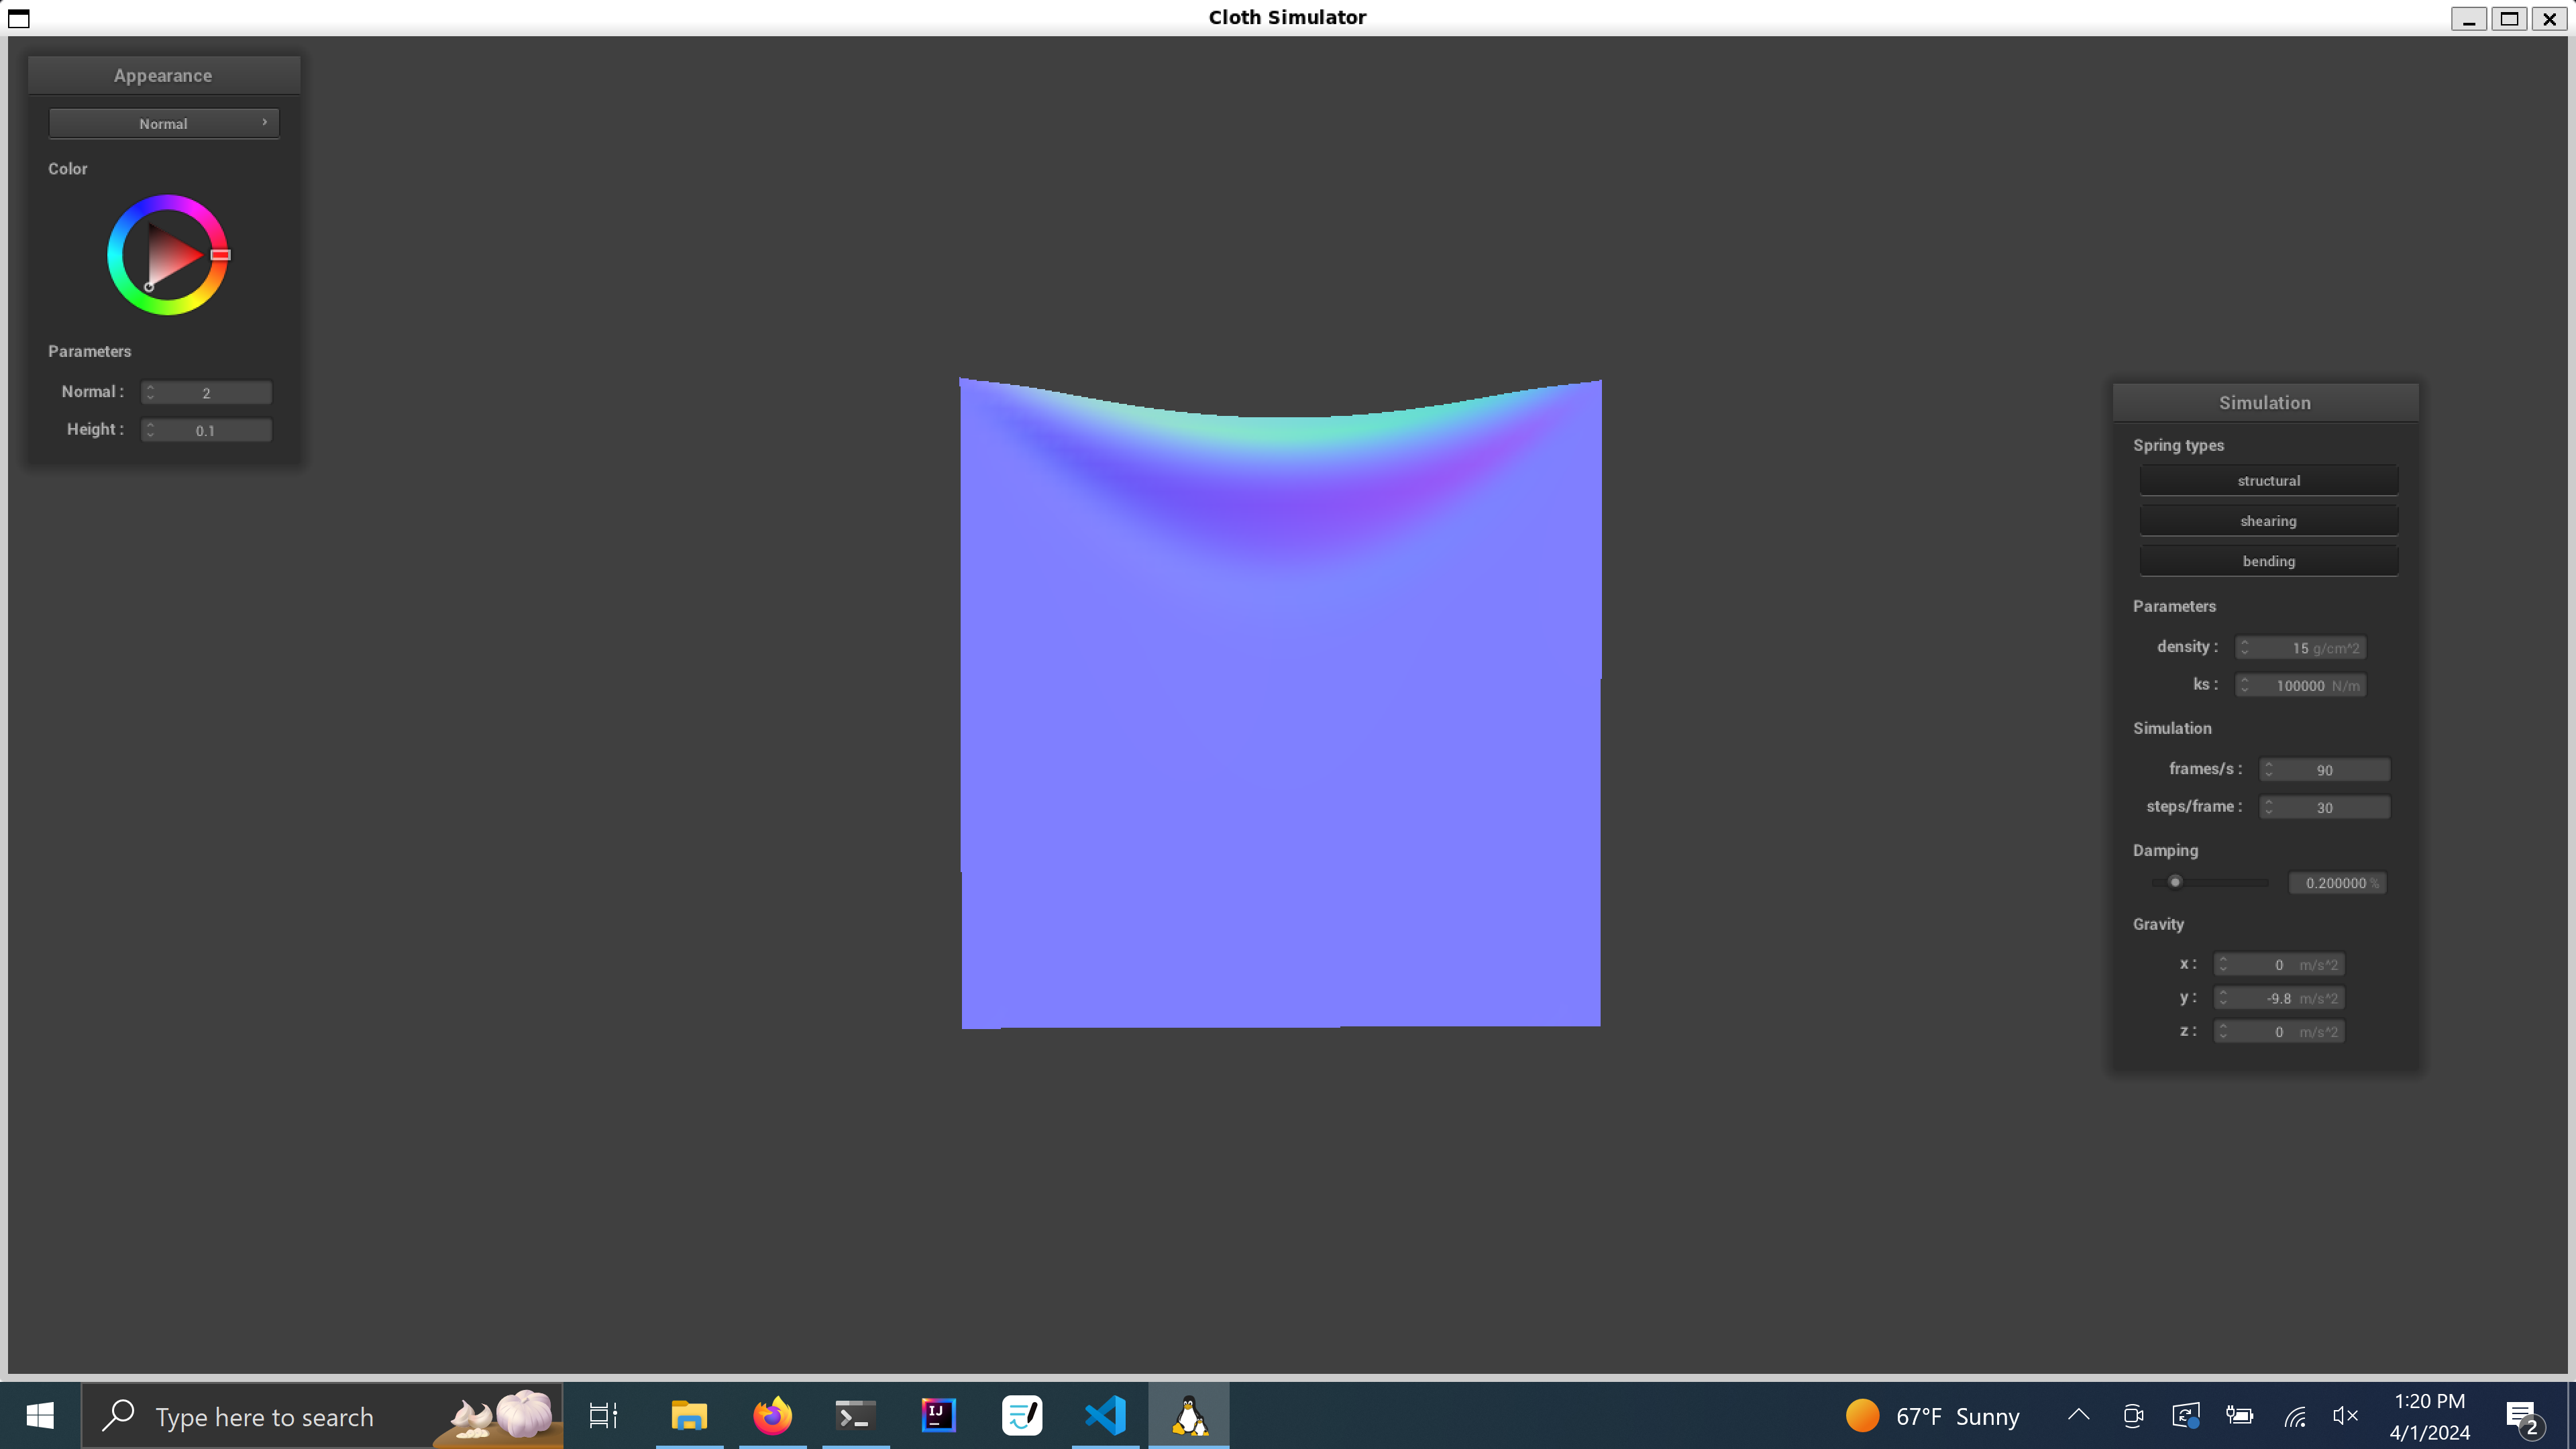 Cloth Simulator
Appearance
Normal
Color
Parameters
Normal : 2
Height : 0.1
Simulation
Spring types
structural
shearing
bending
Parameters
density : 15 g/cm^2
ks : 100000 N/m
Simulation
frames/s : 90
steps/frame : 30
Damping
0.200000 %
Gravity
x : 0 m/s^2
y : -9.8 m/s^2
z : 0 m/s^2
Type here to search
IJ
67°F Sunny
1:20 PM
4/1/2024
2